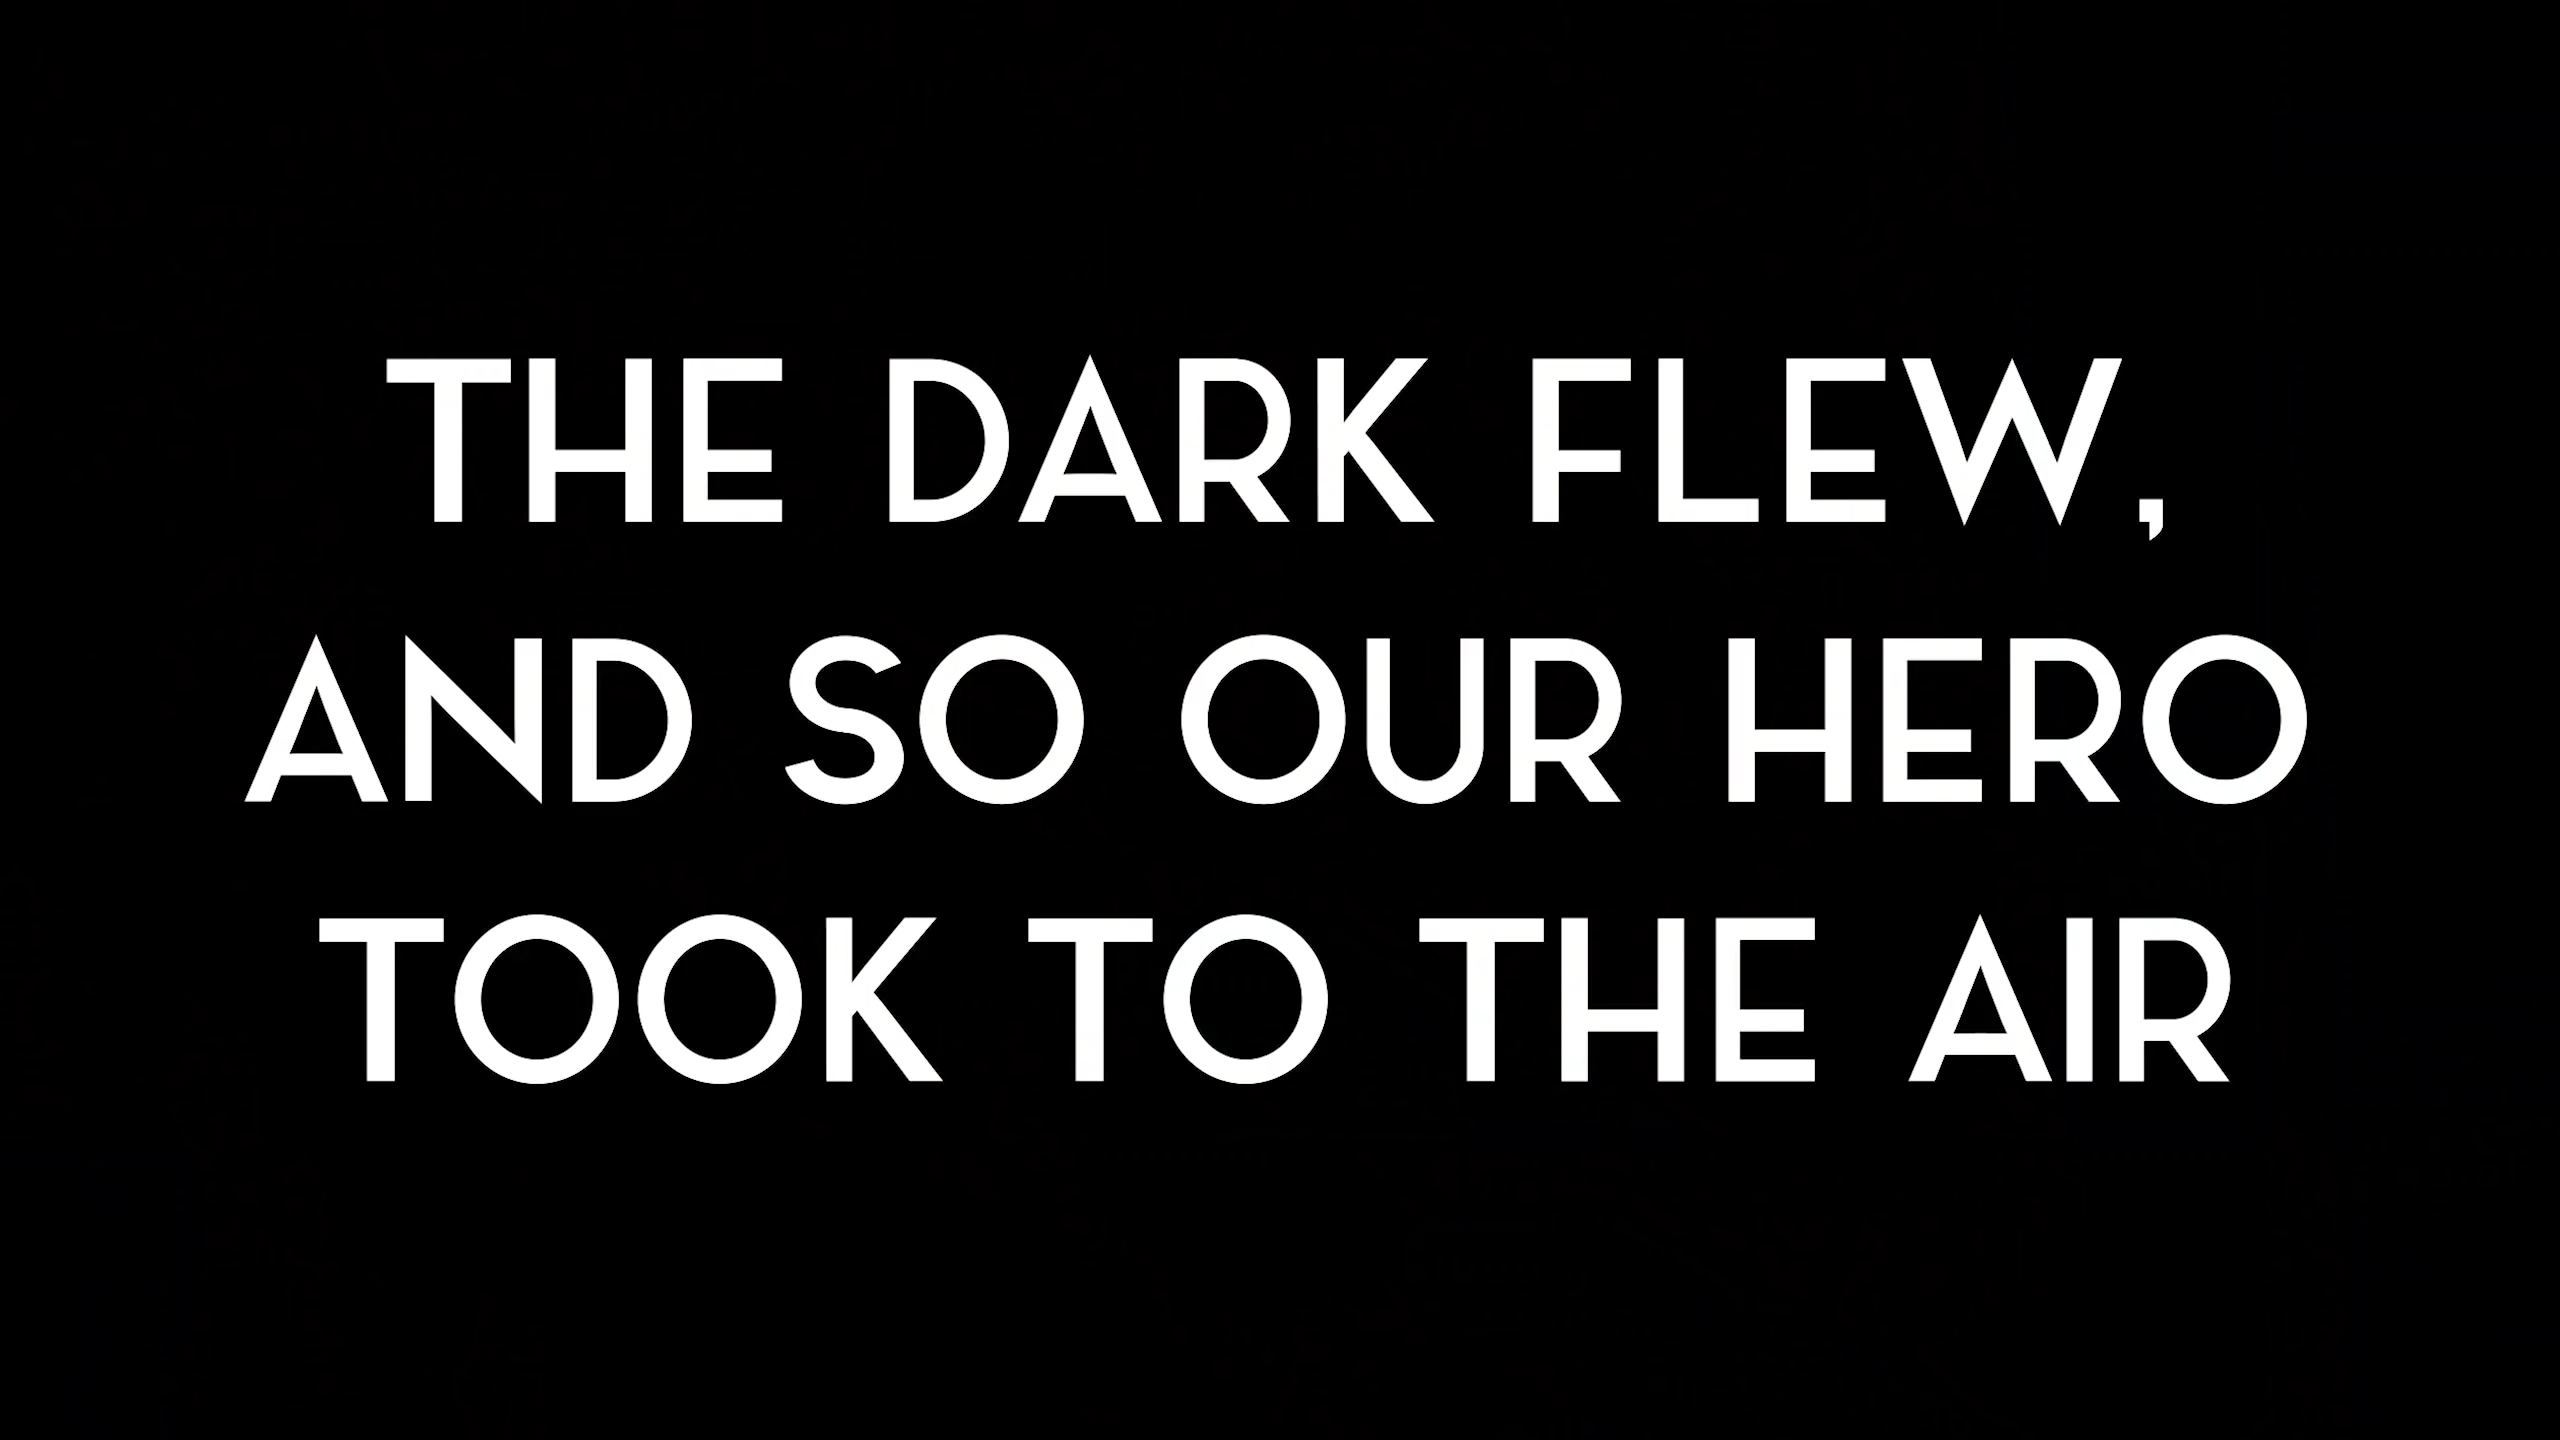 THE DARK FLEW,
AND SO OUR HERO
TOOK TO THE AIR